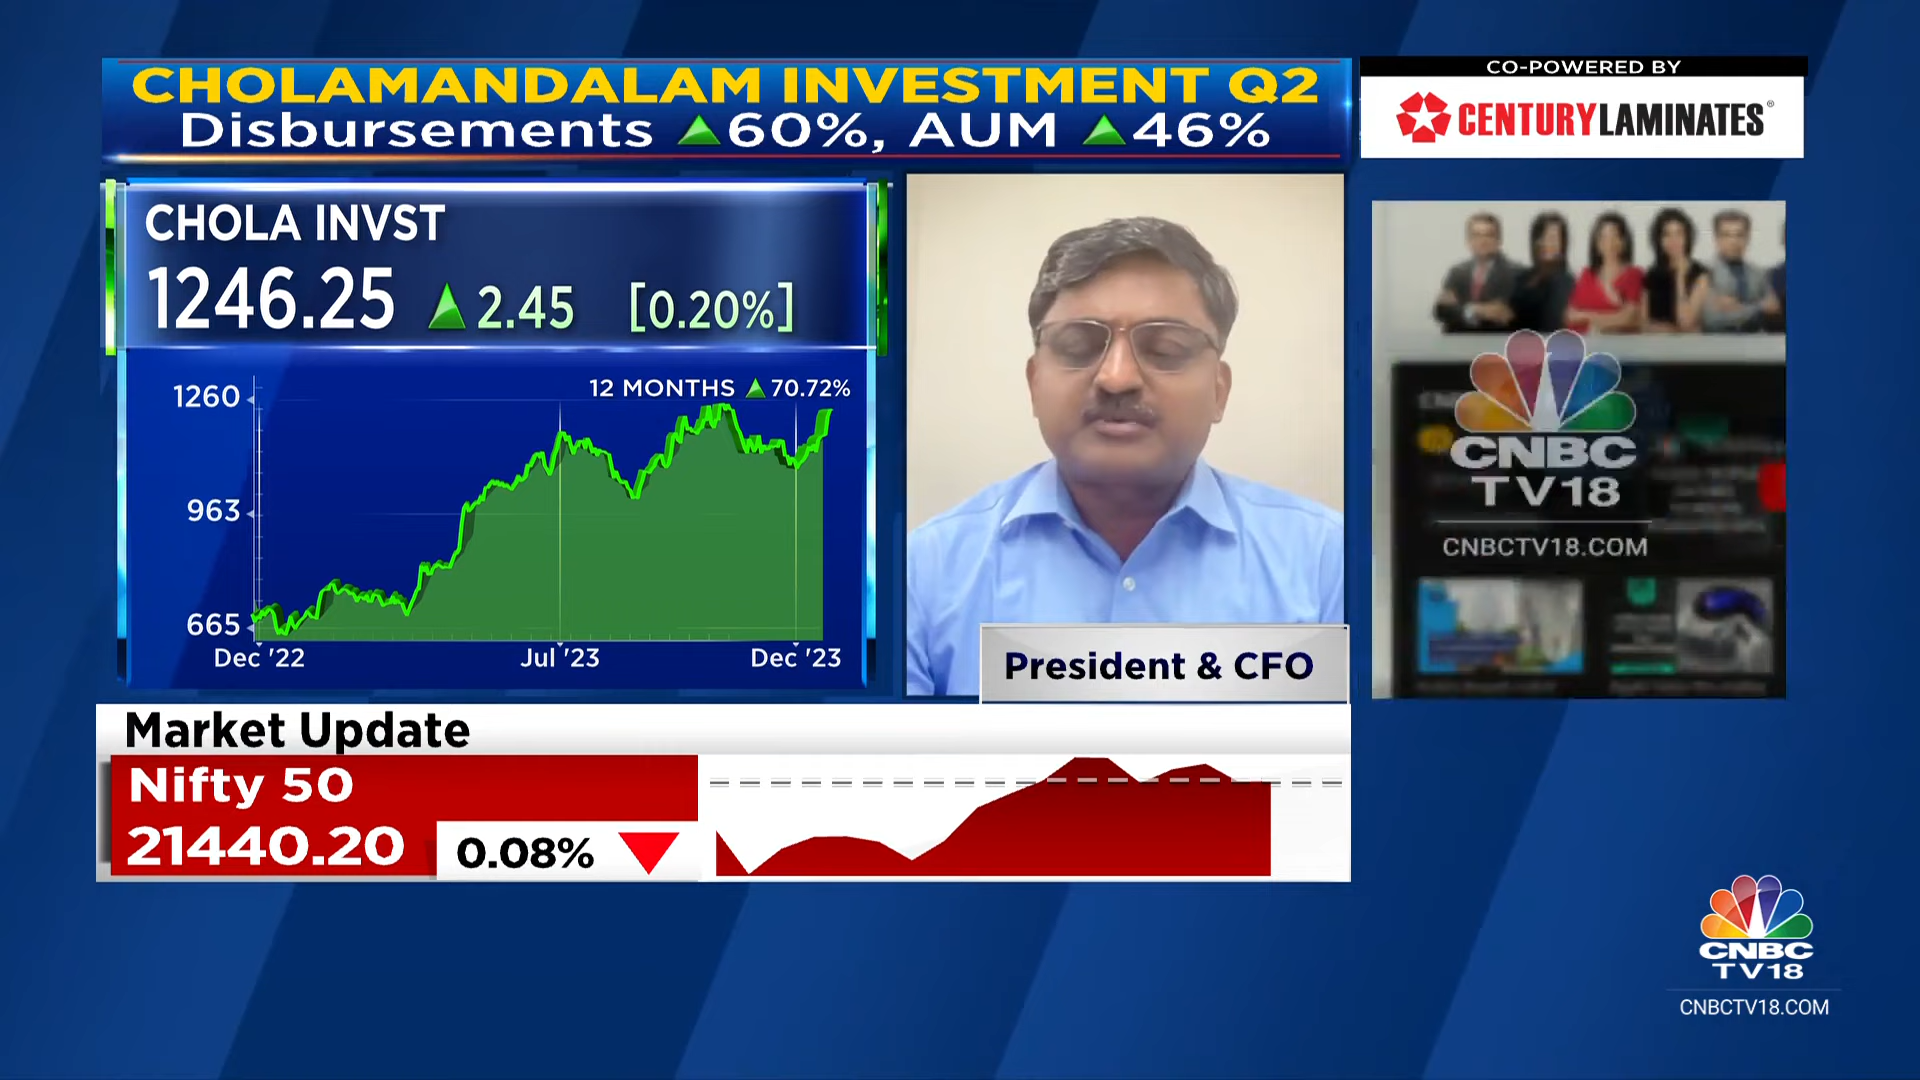 CHOLAMANDALAM INVESTMENT Q2
Disbursements ▲60%, AUM ▲46%
CO-POWERED BY
CENTURYLAMINATES®
CHOLA INVST
1246.25 ▲ 2.45 [0.20%]
12 MONTHS ▲ 70.72%
1260
963
665
Dec '22 Jul '23 Dec '23
President & CFO
CNBC
TV18
CNBCTV18.COM
Market Update
Nifty 50
21440.20 0.08% ▼
CNBC
TV18
CNBCTV18.COM